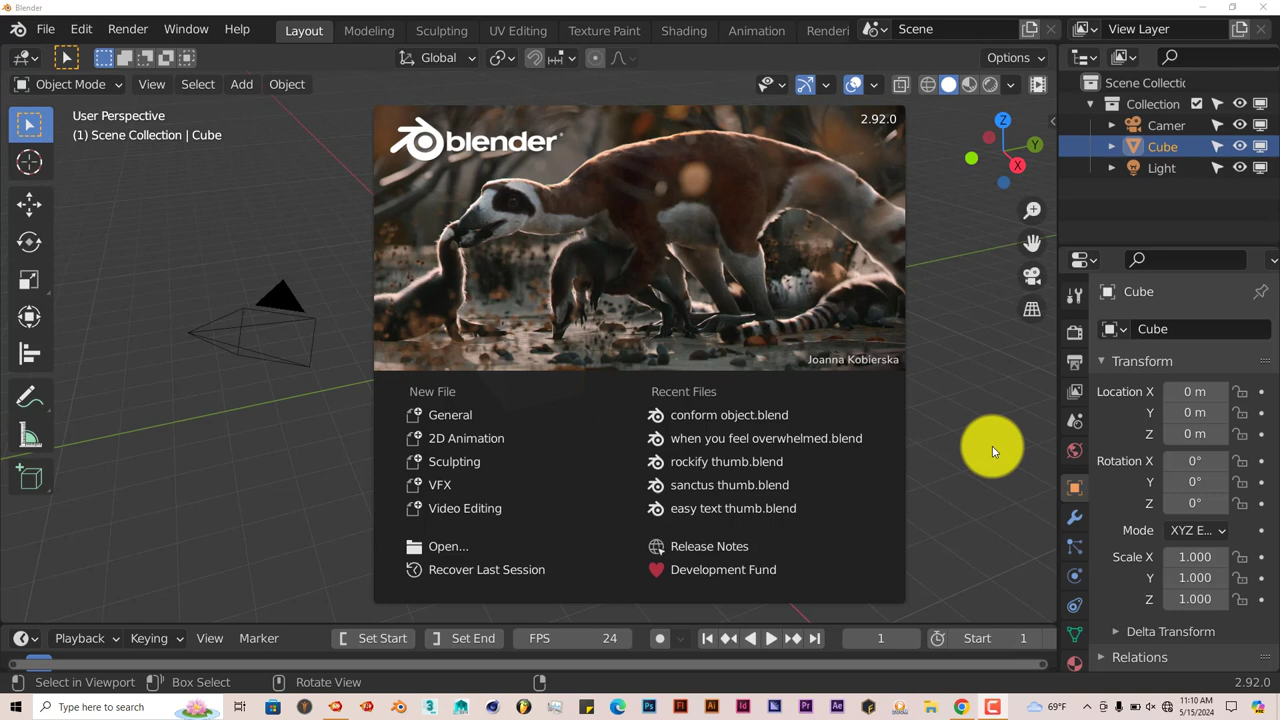 Blender
File Edit Render Window Help Layout Modeling Sculpting UV Editing Texture Paint Shading Animation Renderi Scene View Layer
Global Options
Object Mode View Select Add Object
User Perspective
(1) Scene Collection | Cube
blender
2.92.0
Joanna Kobierska
New File
General
2D Animation
Sculpting
VFX
Video Editing
Open...
Recover Last Session
Recent Files
conform object.blend
when you feel overwhelmed.blend
rockify thumb.blend
sanctus thumb.blend
easy text thumb.blend
Release Notes
Development Fund
Z
Y
X
Scene Collectic
Collection
Camer
Cube
Light
Cube
Cube
Transform
Location X 0 m
Y 0 m
Z 0 m
Rotation X 0°
Y 0°
Z 0°
Mode XYZ E...
Scale X 1.000
Y 1.000
Z 1.000
Delta Transform
Relations
Playback Keying View Marker Set Start Set End FPS 24 1 Start 1
Select in Viewport Box Select Rotate View 2.92.0
Type here to search
Ps Fl Ai Id Pr Ae
69°F
11:10 AM
5/15/2024